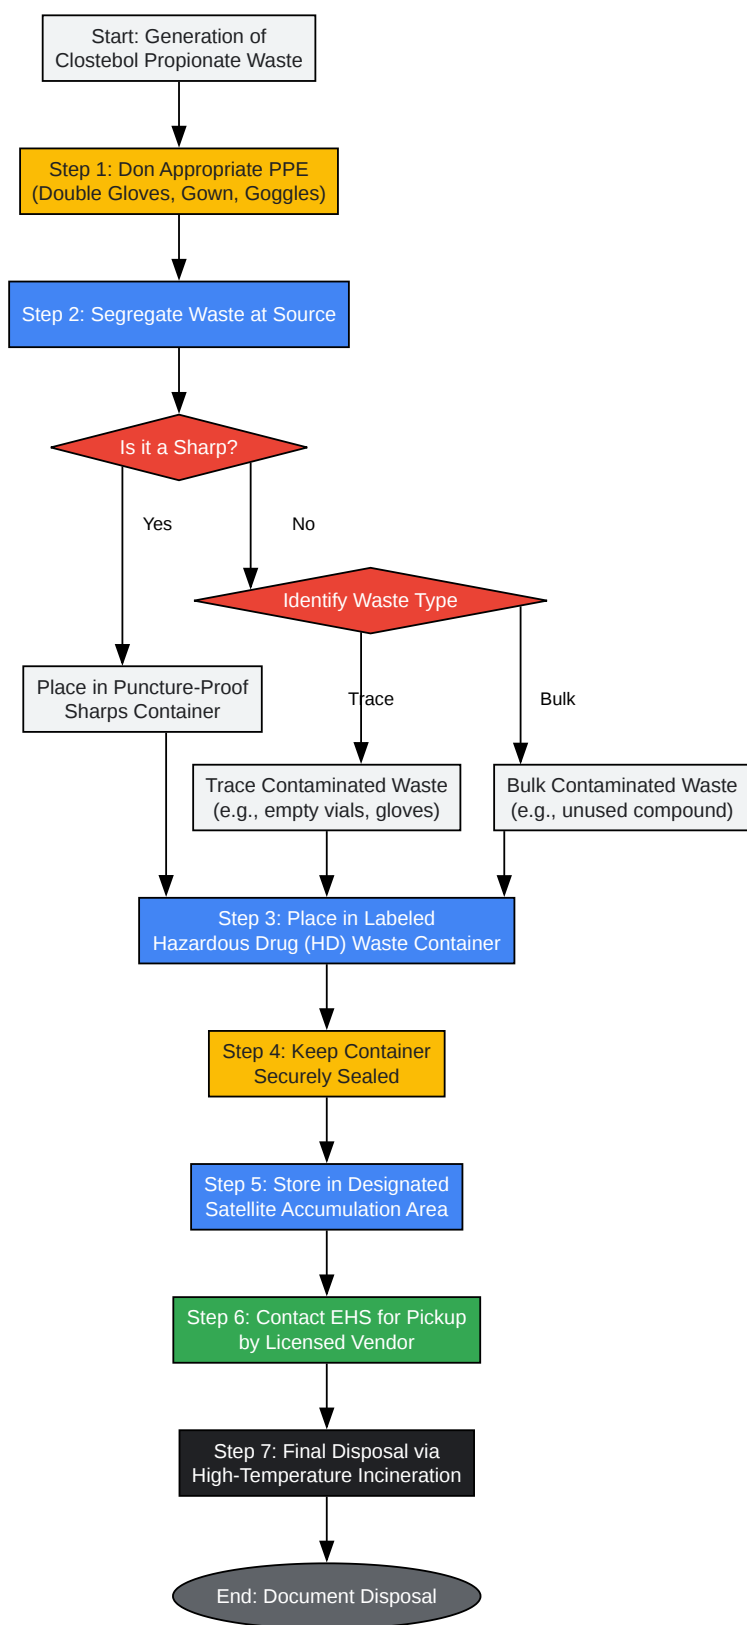 Start: Generation of
Clostebol Propionate Waste
Step 1: Don Appropriate PPE
(Double Gloves, Gown, Goggles)
Step 2: Segregate Waste at Source
Is it a Sharp?
Yes
No
Identify Waste Type
Place in Puncture-Proof
Sharps Container
Trace
Bulk
Trace Contaminated Waste
(e.g., empty vials, gloves)
Bulk Contaminated Waste
(e.g., unused compound)
Step 3: Place in Labeled
Hazardous Drug (HD) Waste Container
Step 4: Keep Container
Securely Sealed
Step 5: Store in Designated
Satellite Accumulation Area
Step 6: Contact EHS for Pickup
by Licensed Vendor
Step 7: Final Disposal via
High-Temperature Incineration
End: Document Disposal